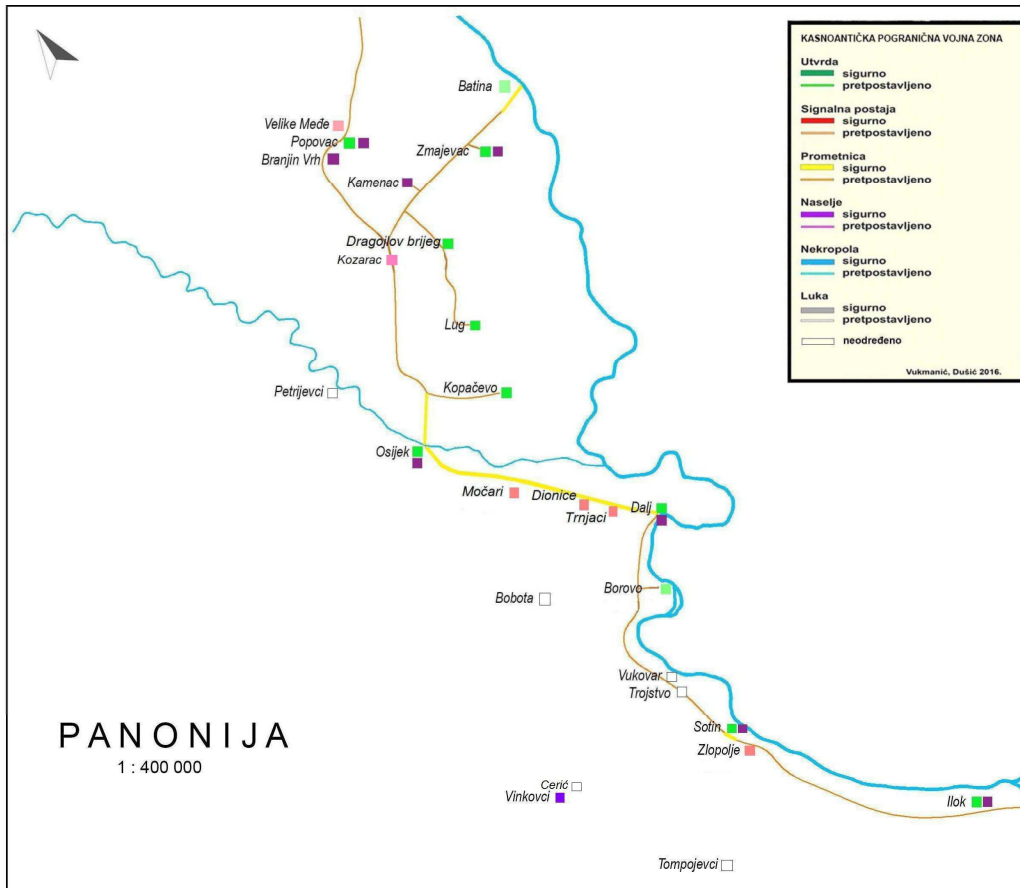 KASNOANTIČKA POGRANIČNA VOJNA ZONA
Utvrda
sigurno
pretpostavljeno
Signalna postaja
sigurno
pretpostavljeno
Prometnica
sigurno
pretpostavljeno
Naselje
sigurno
pretpostavljeno
Nekropola
sigurno
pretpostavljeno
Luka
sigurno
pretpostavljeno
neodređeno
Vukmanić, Dušić 2016.
Batina
Velike Međe
Popovac
Branjin Vrh
Zmajevac
Kamenac
Dragojlov brijeg
Kozarac
Lug
Petrijevci
Kopačevo
Osijek
Močari
Dionice
Trnjaci
Dalj
Borovo
Bobota
Vukovar
Trojstvo
Sotin
Zlopolje
PANONIJA
1 : 400 000
Cerić
Vinkovci
Ilok
Tompojevci